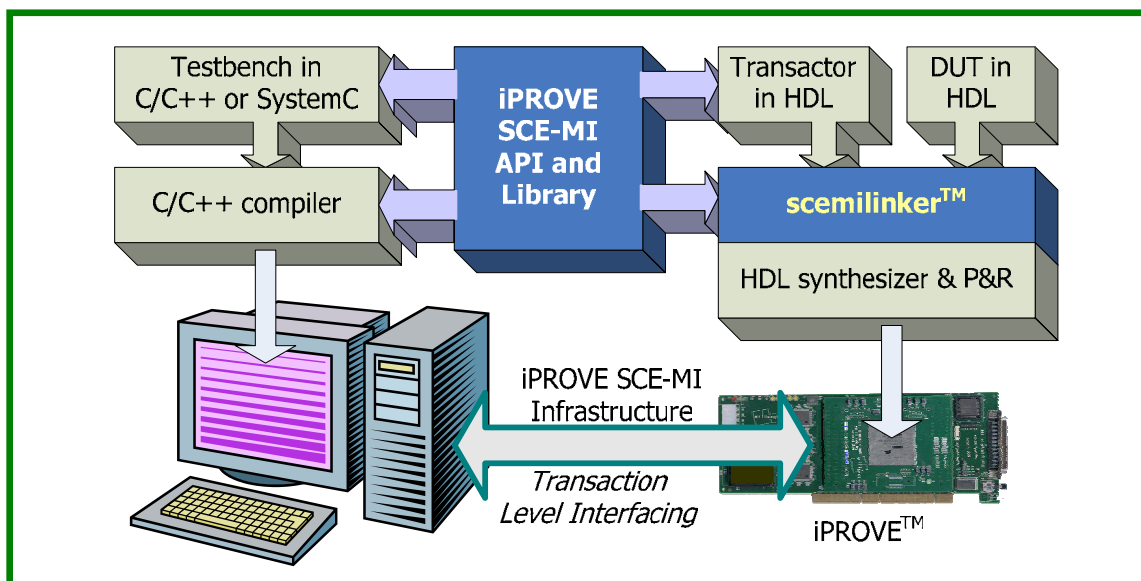 Testbench in
C/C++ or SystemC
iPROVE
SCE-MI
API and
Library
Transactor
in HDL
DUT in
HDL
C/C++ compiler
scemilinker™
HDL synthesizer & P&R
iPROVE SCE-MI
Infrastructure
Transaction
Level Interfacing
iPROVE™